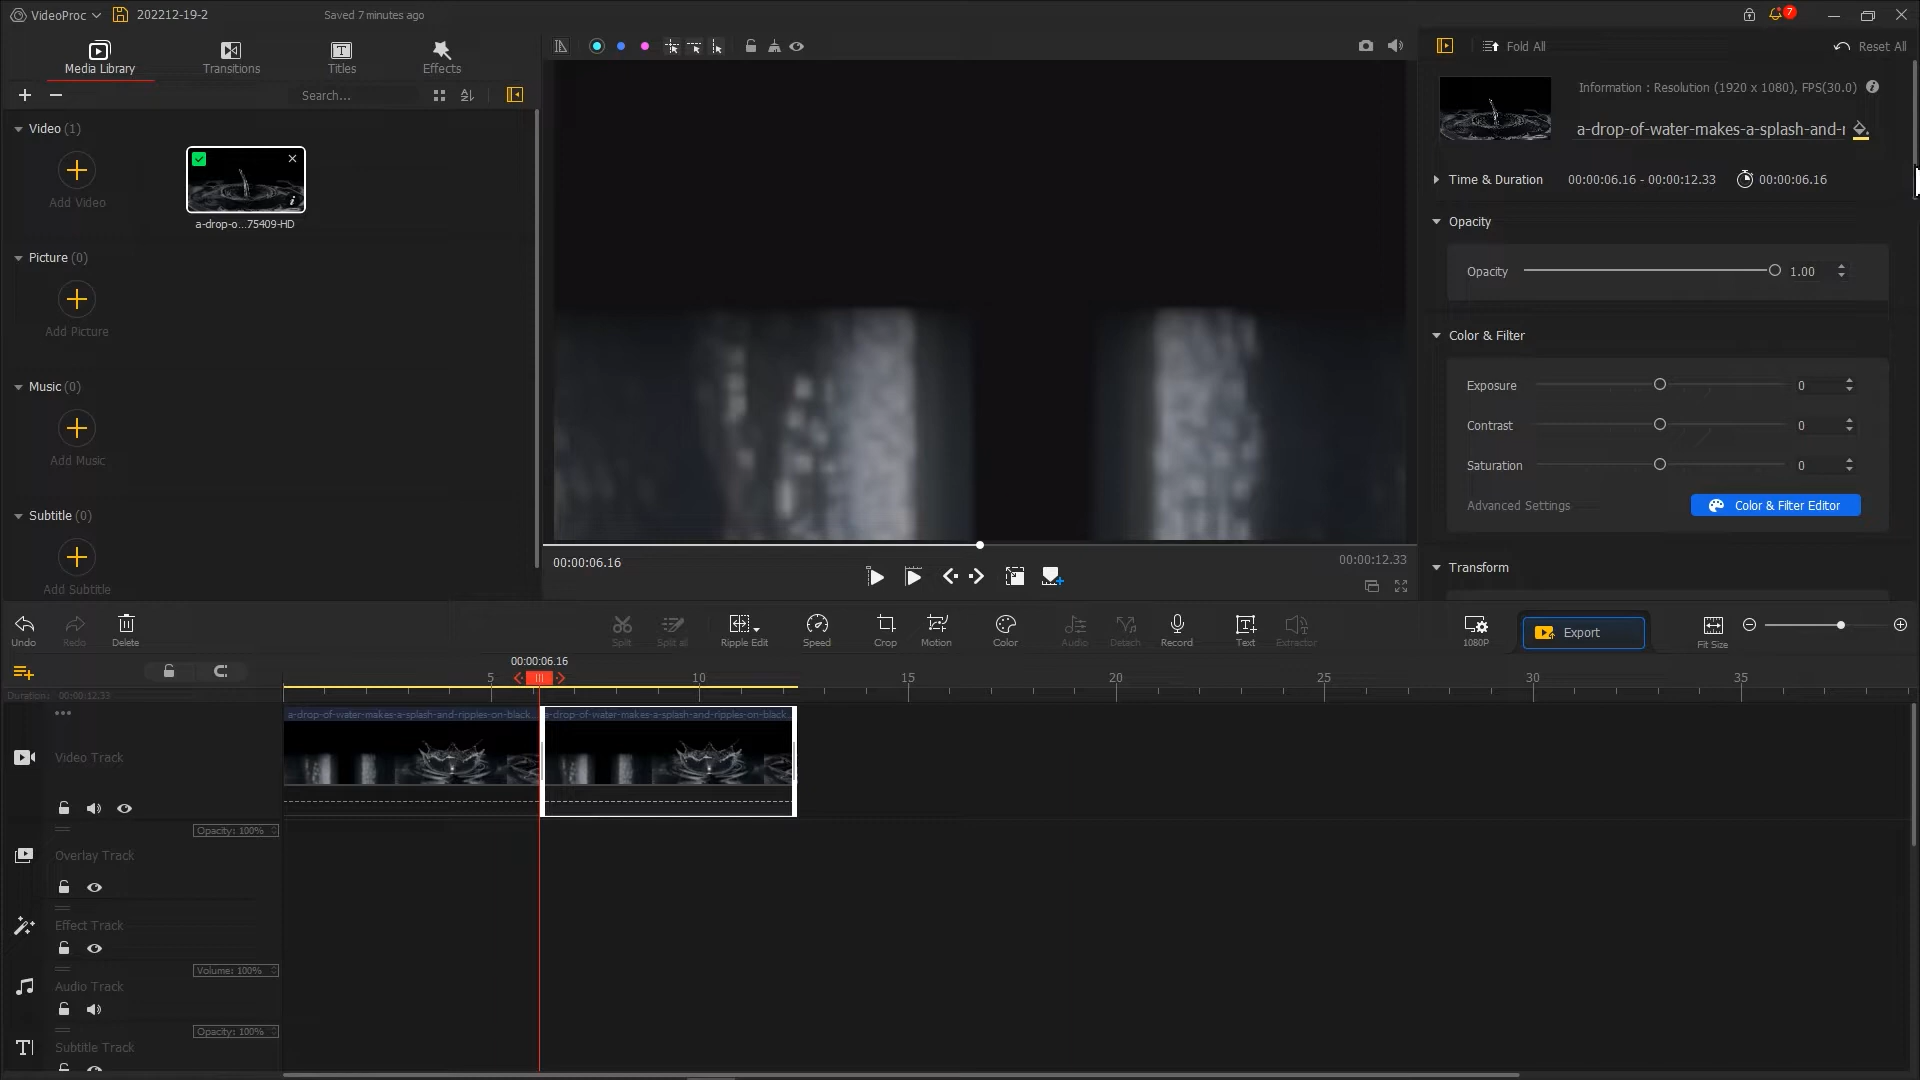 VideoProc
202212-19-2
Saved 7 minutes ago
7
Media Library
Transitions
Titles
Effects
Search...
Video (1)
Add Video
a-drop-o...75409-HD
Picture (0)
Add Picture
Music (0)
Add Music
Subtitle (0)
Add Subtitle
Fold All
Reset All
Information : Resolution (1920 x 1080), FPS(30.0)
a-drop-of-water-makes-a-splash-and-r
Time & Duration
00:00:06.16 - 00:00:12.33
00:00:06.16
Opacity
Opacity
1.00
Color & Filter
Exposure
0
Contrast
0
Saturation
0
Advanced Settings
Color & Filter Editor
Transform
00:00:06.16
00:00:12.33
Undo
Redo
Delete
Split
Split all
Ripple Edit
Speed
Crop
Motion
Color
Audio
Detach
Record
Text
Extractor
1080P
Export
Fit Size
00:00:06.16
5
10
15
20
25
30
35
Duration: 00:00:12.33
a-drop-of-water-makes-a-splash-and-ripples-on-black...
a-drop-of-water-makes-a-splash-and-ripples-on-black...
Video Track
Opacity: 100%
Overlay Track
Effect Track
Volume: 100%
Audio Track
Opacity: 100%
Subtitle Track